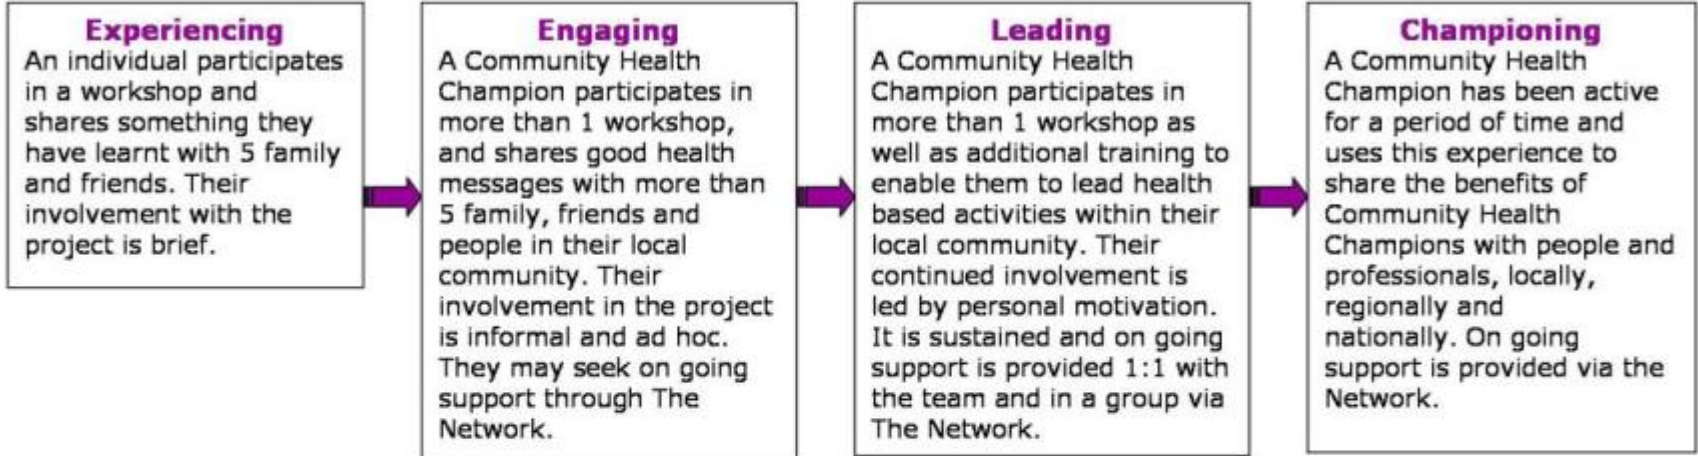 Experiencing
An individual participates
in a workshop and
shares something they
have learnt with 5 family
and friends. Their
involvement with the
project is brief.
Engaging
A Community Health
Champion participates in
more than 1 workshop,
and shares good health
messages with more than
5 family, friends and
people in their local
community. Their
involvement in the project
is informal and ad hoc.
They may seek on going
support through The
Network.
Leading
A Community Health
Champion participates in
more than 1 workshop as
well as additional training to
enable them to lead health
based activities within their
local community. Their
continued involvement is
led by personal motivation.
It is sustained and on going
support is provided 1:1 with
the team and in a group via
The Network.
Championing
A Community Health
Champion has been active
for a period of time and
uses this experience to
share the benefits of
Community Health
Champions with people and
professionals, locally,
regionally and
nationally. On going
support is provided via the
Network.